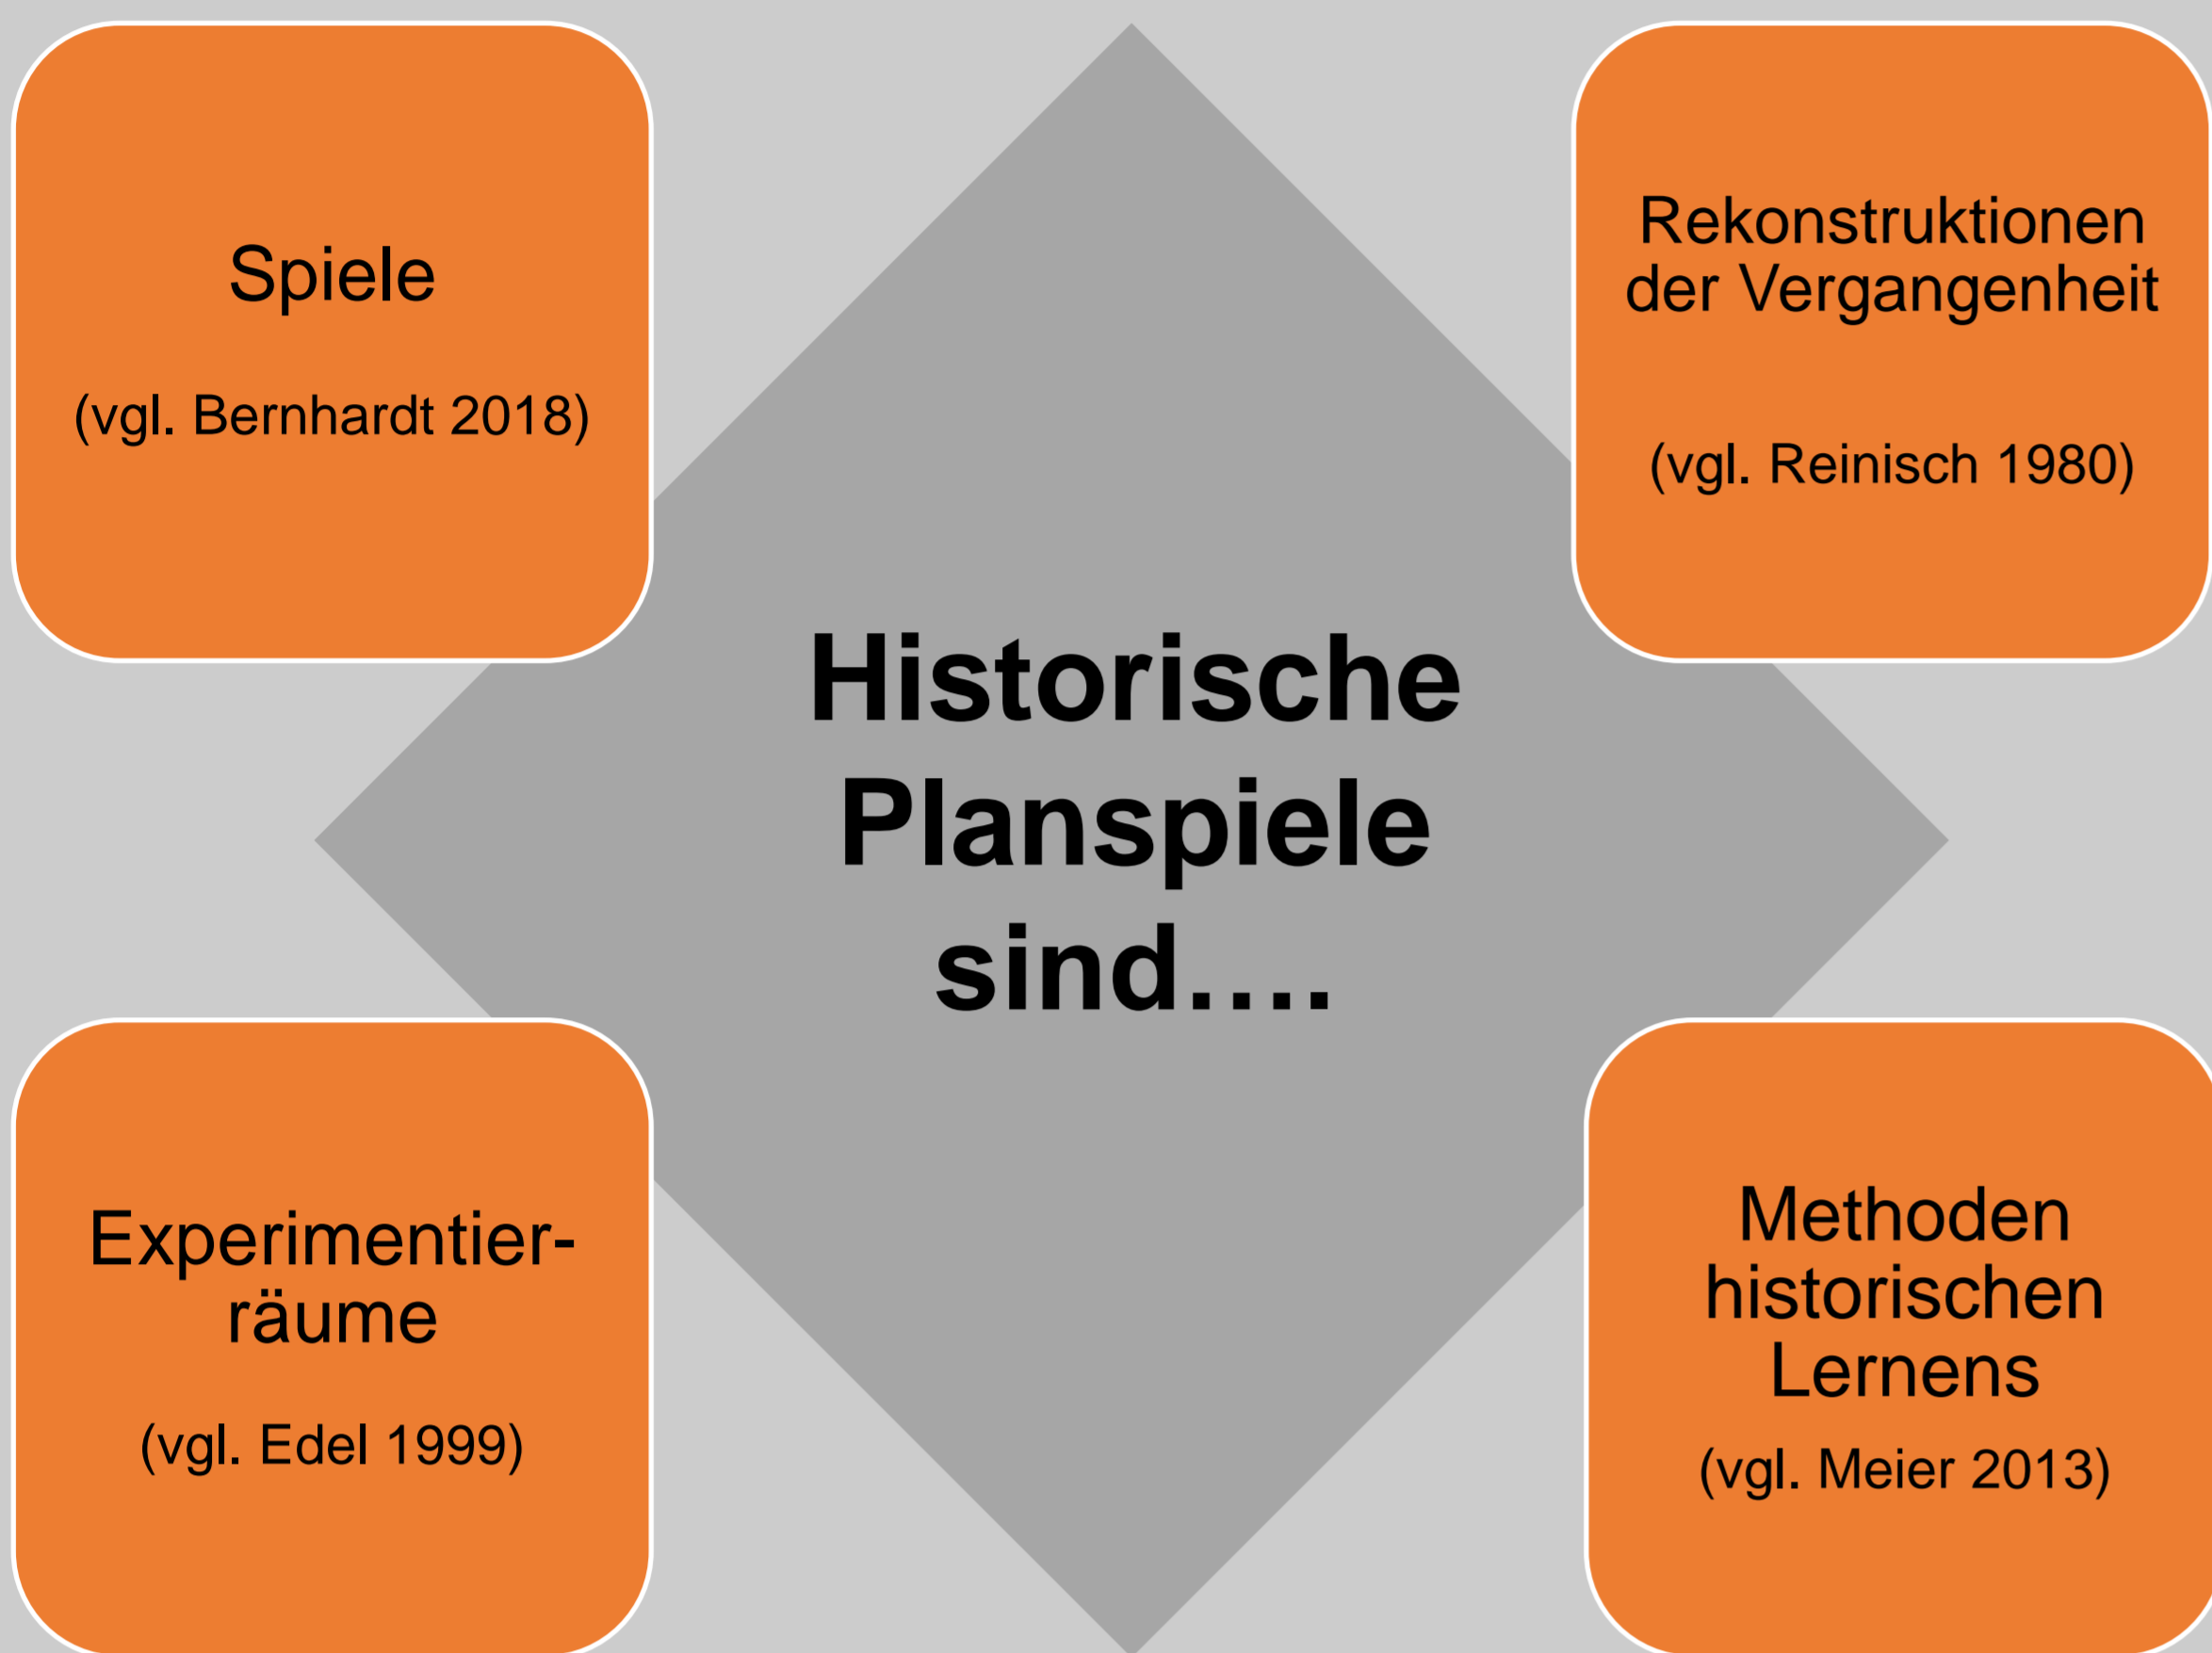 Spiele
(vgl. Bernhardt 2018)
Rekonstruktionen
der Vergangenheit
(vgl. Reinisch 1980)
Historische
Planspiele
sind....
Experimentier-
räume
(vgl. Edel 1999)
Methoden
historischen
Lernens
(vgl. Meier 2013)